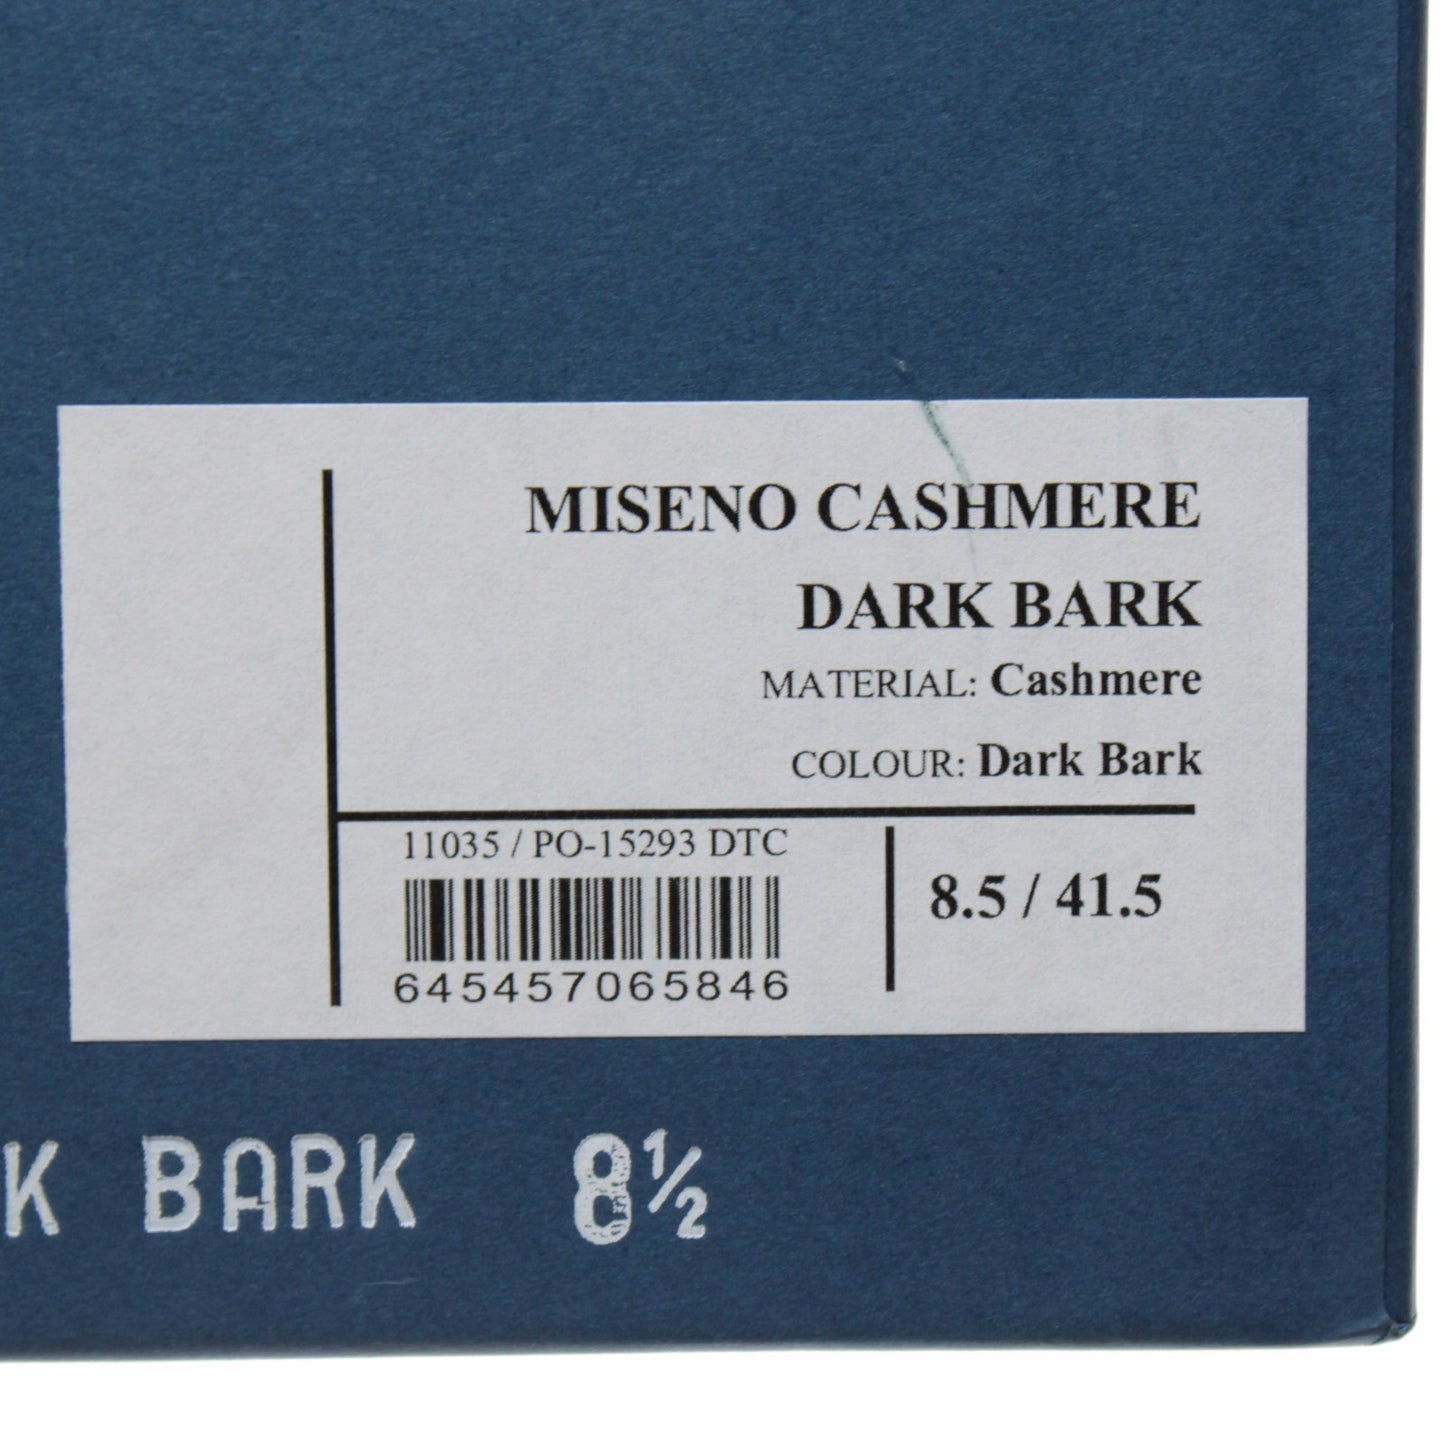 MISENO CASHMERE
DARK BARK
MATERIAL: Cashmere
COLOUR: Dark Bark
11035 / PO-15293 DTC
645457065846
8.5 / 41.5
K BARK 8½